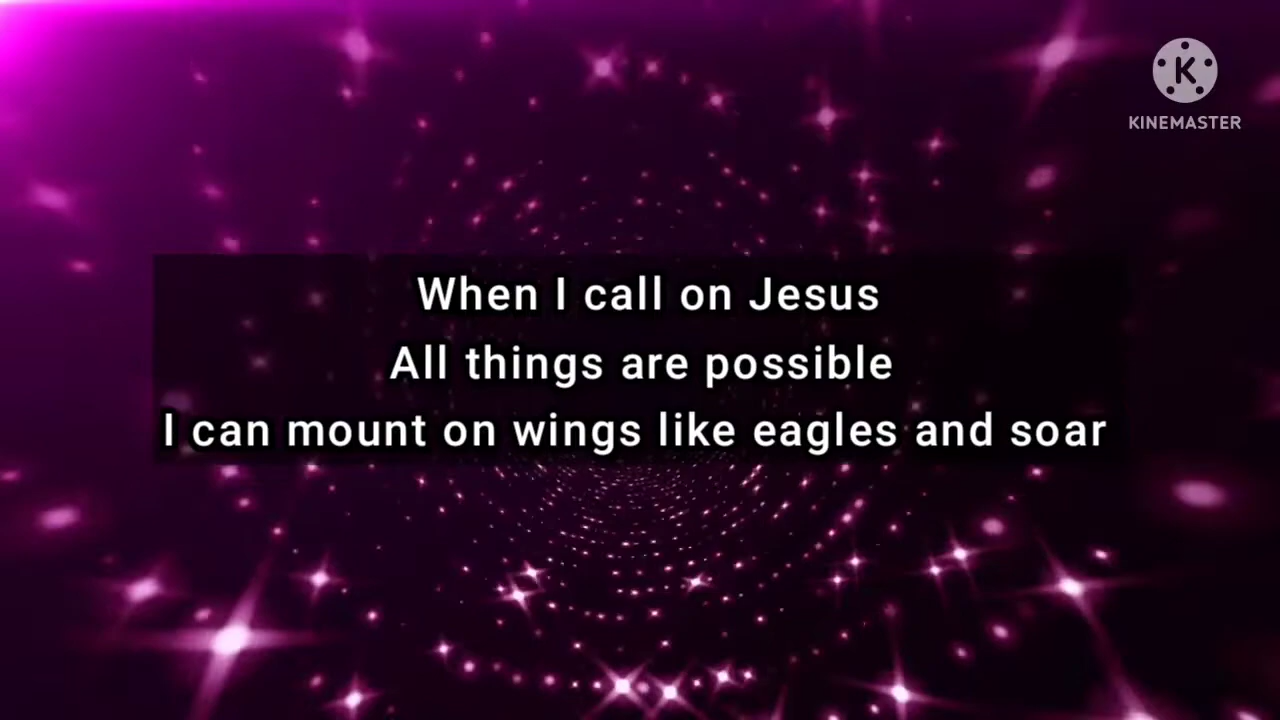 KINEMASTER
When I call on Jesus
All things are possible
I can mount on wings like eagles and soar